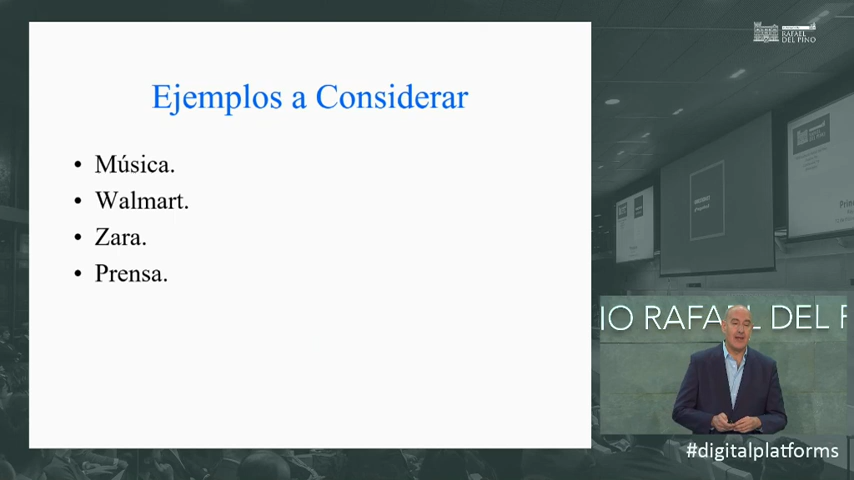 Ejemplos a Considerar
• Música.
• Walmart.
• Zara.
• Prensa.
RAFAEL
DEL PINO
IO RAFAEL DEL P
#digitalplatforms